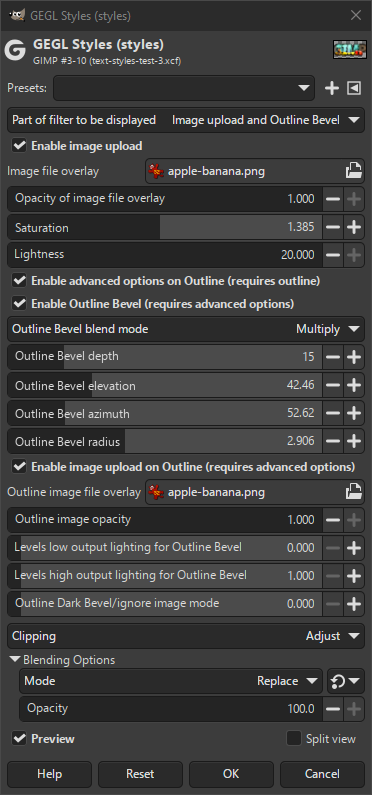 GEGL Styles (styles)
GEGL Styles (styles)
GIMP #3-10 (text-styles-test-3.xcf)
Presets:
Part of filter to be displayed Image upload and Outline Bevel
Enable image upload
Image file overlay apple-banana.png
Opacity of image file overlay 1.000
Saturation 1.385
Lightness 20.000
Enable advanced options on Outline (requires outline)
Enable Outline Bevel (requires advanced options)
Outline Bevel blend mode Multiply
Outline Bevel depth 15
Outline Bevel elevation 42.46
Outline Bevel azimuth 52.62
Outline Bevel radius 2.906
Enable image upload on Outline (requires advanced options)
Outline image file overlay apple-banana.png
Outline image opacity 1.000
Levels low output lighting for Outline Bevel 0.000
Levels high output lighting for Outline Bevel 1.000
Outline Dark Bevel/ignore image mode 0.000
Clipping Adjust
Blending Options
Mode Replace
Opacity 100.0
Preview Split view
Help Reset OK Cancel